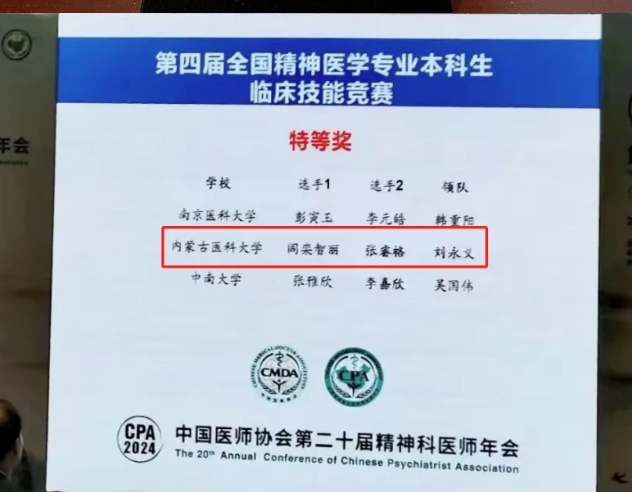 第四届全国精神医学专业本科生
临床技能竞赛
特等奖
学校 选手1 选手2 领队
南京医科大学 彭寅玉 李元皓 韩重阳
内蒙古医科大学 阎栾智丽 张睿格 刘永义
中南大学 张雅欣 李嘉欣 吴国伟
CMDA
CPA
CPA
2024
中国医师协会第二十届精神科医师年会
The 20th Annual Conference of Chinese Psychiatrist Association
年会